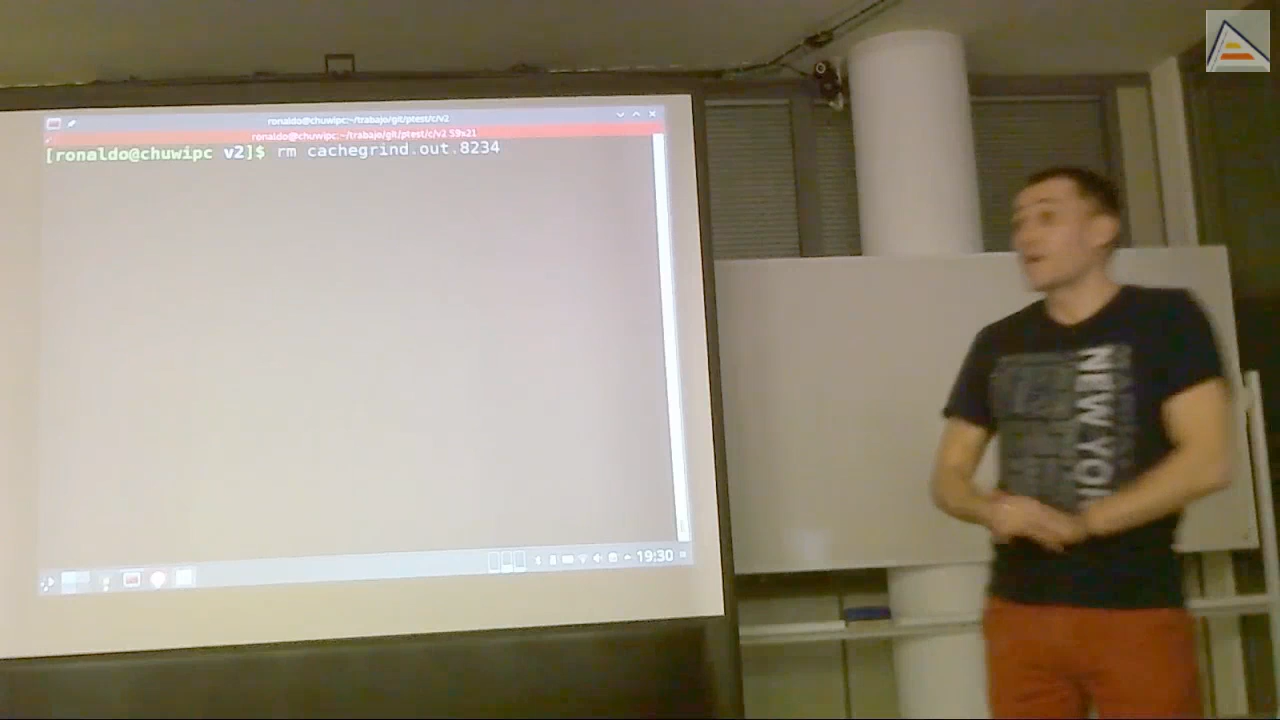 ronaldo@chuwipc:~/trabajo/git/ptest/c/v2
ronaldo@chuwipc:~/trabajo/git/ptest/c/v2 59x21
[ronaldo@chuwipc v2]$ rm cachegrind.out.8234
19:30
NEW YO